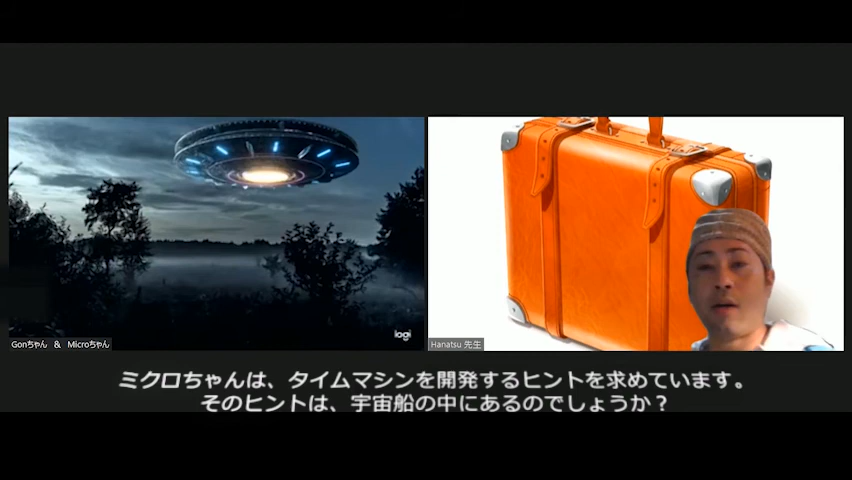 logi
Gonちゃん ＆ Microちゃん
Hanatsu 先生
ミクロちゃんは、タイムマシンを開発するヒントを求めています。
そのヒントは、宇宙船の中にあるのでしょうか？